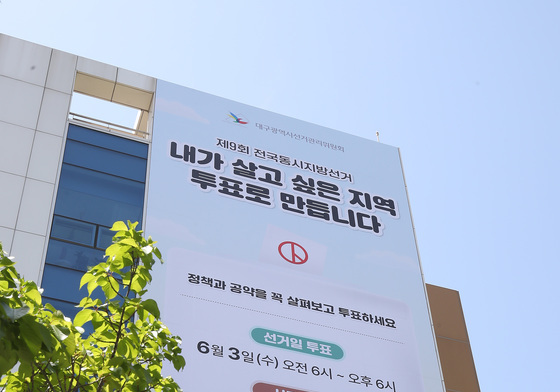 대구광역시선거관리위원회
제9회 전국동시지방선거
내가 살고 싶은 지역
투표로 만듭니다
정책과 공약을 꼭 살펴보고 투표하세요
선거일 투표
6월 3일(수) 오전 6시 ~ 오후 6시